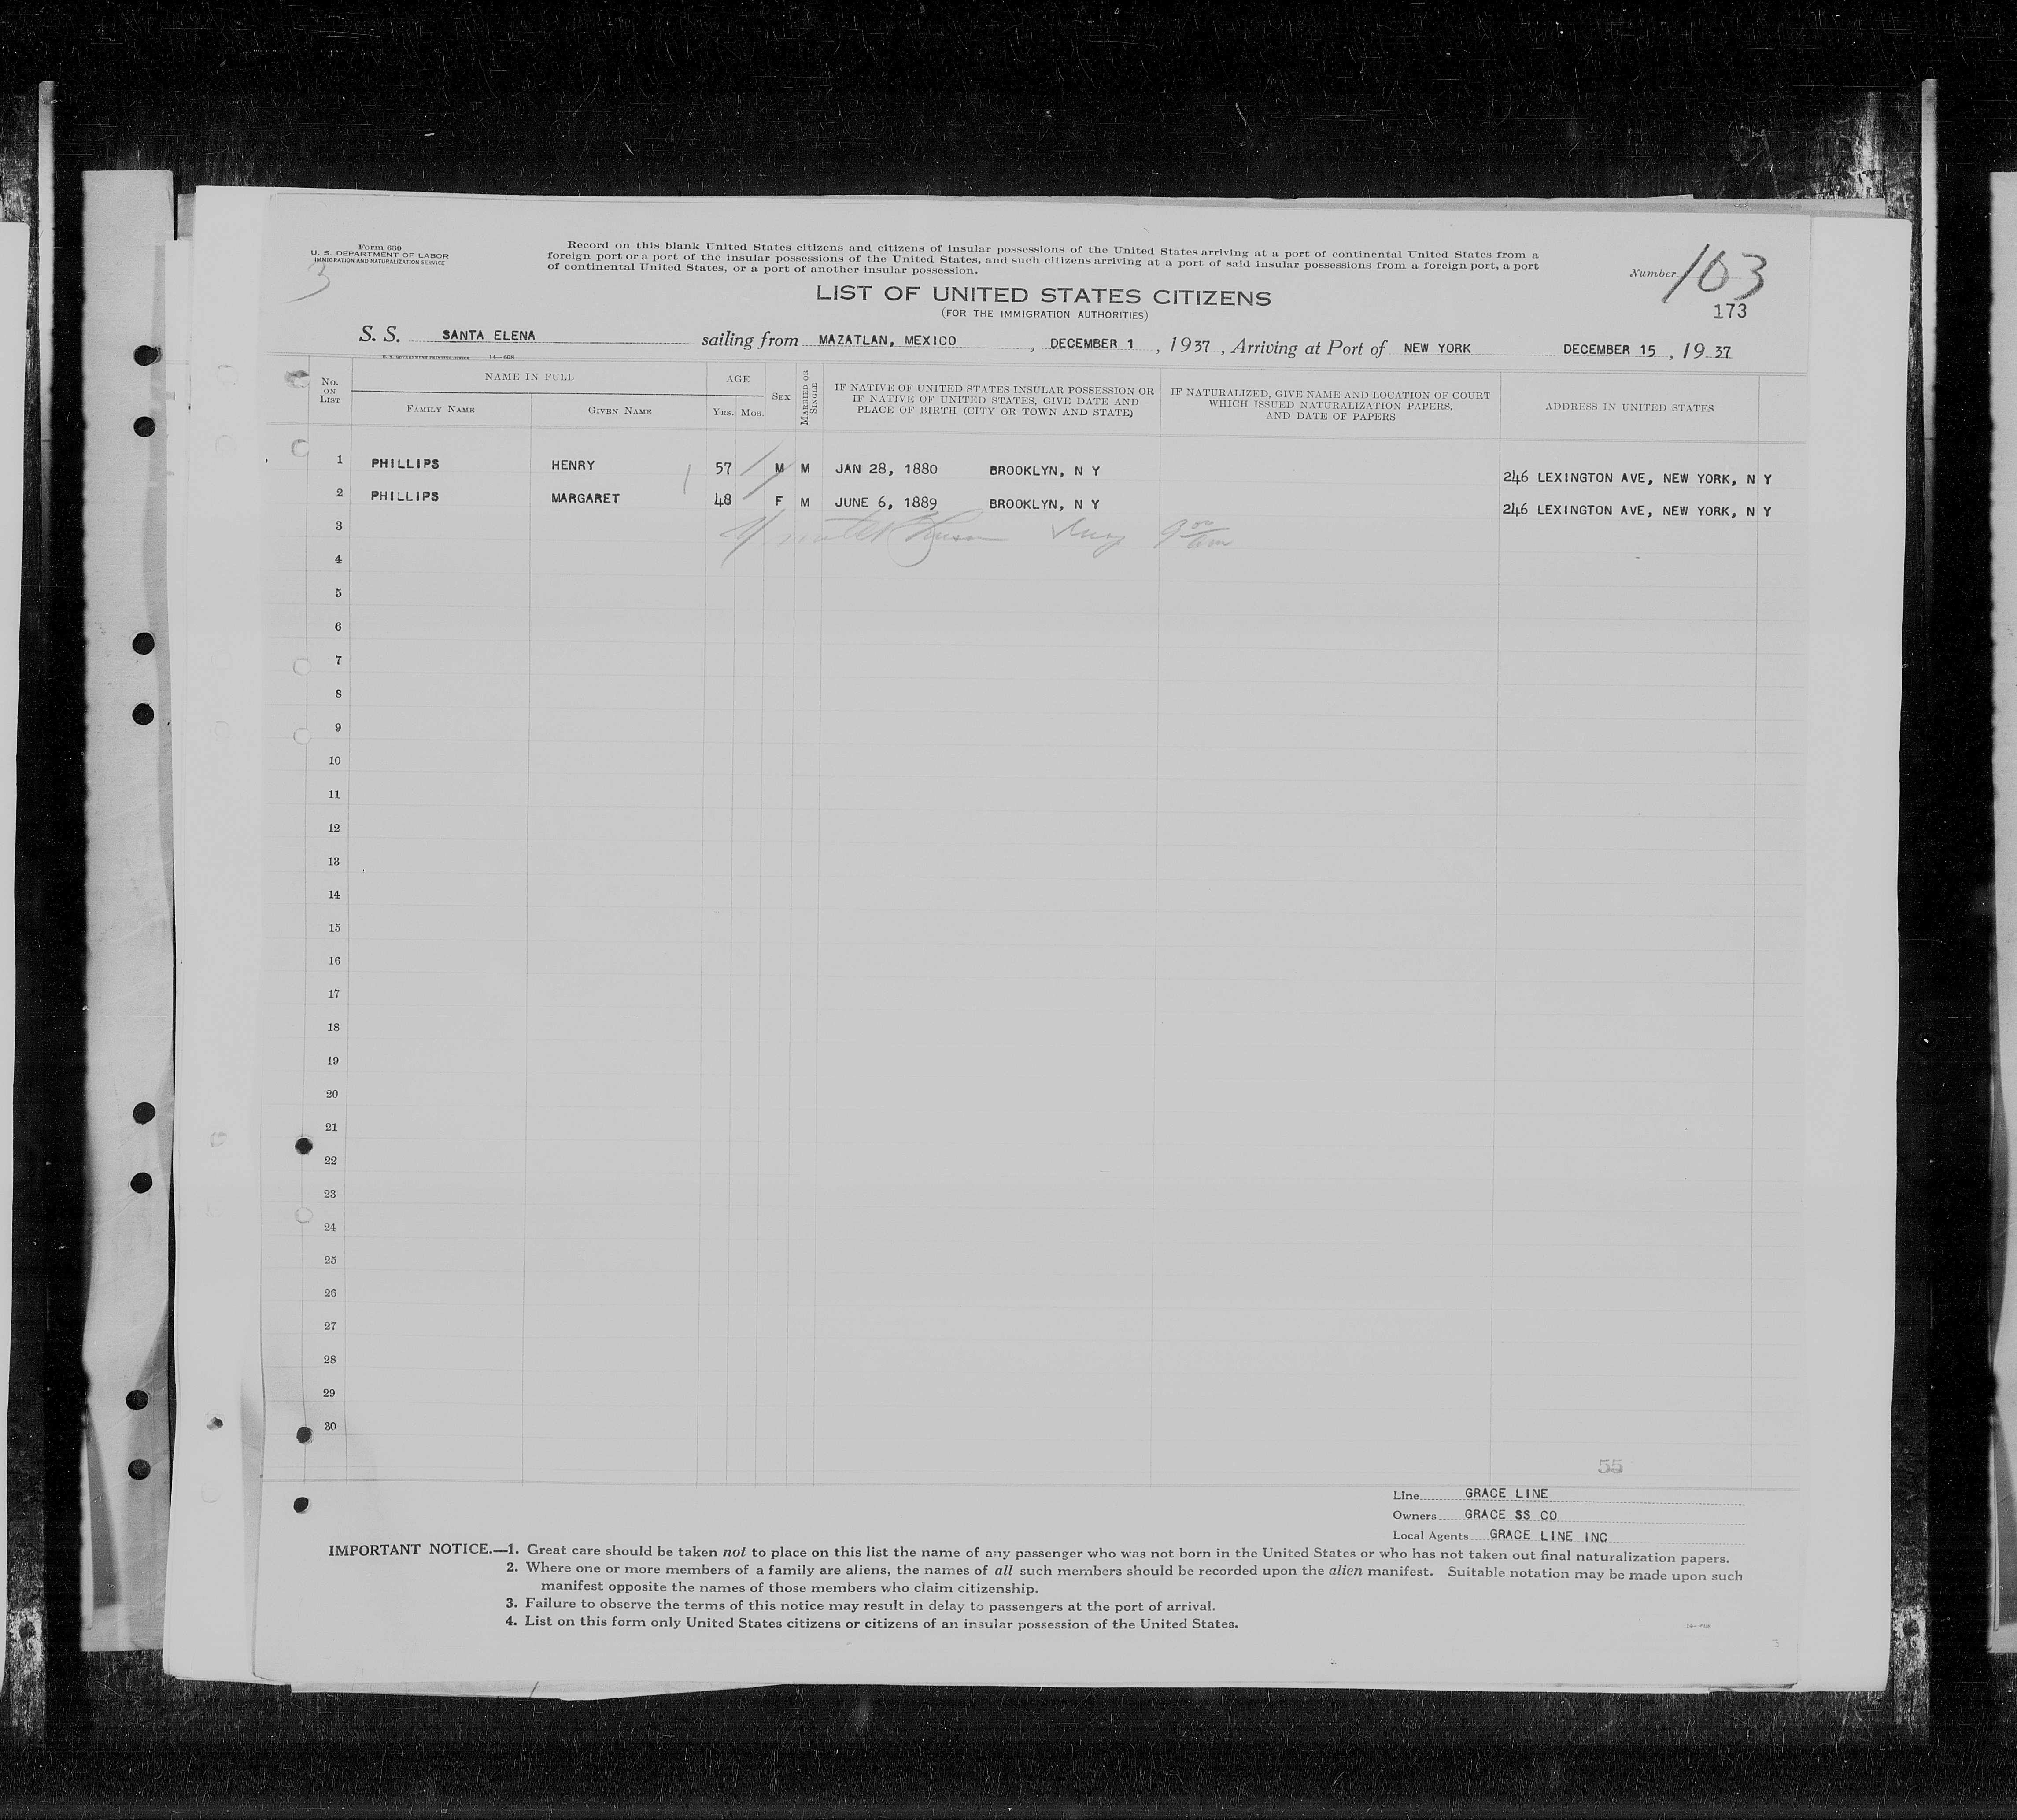 Form 630
U. S. DEPARTMENT OF LABOR
IMMIGRATION AND NATURALIZATION SERVICE
3
Record on this blank United States citizens and citizens of insular possessions of the United States arriving at a port of continental United States from a
foreign port or a port of the insular possessions of the United States, and such citizens arriving at a port of said insular possessions from a foreign port, a port
of continental United States, or a port of another insular possession.
Number 103
173
LIST OF UNITED STATES CITIZENS
(FOR THE IMMIGRATION AUTHORITIES)
S. S. SANTA ELENA sailing from MAZATLAN, MEXICO, DECEMBER 1, 1937, Arriving at Port of NEW YORK DECEMBER 15, 1937
U. S. GOVERNMENT PRINTING OFFICE
No. ON LIST
NAME IN FULL
FAMILY NAME GIVEN NAME
AGE
YRS. MOS.
SEX
MARRIED OR SINGLE
IF NATIVE OF UNITED STATES INSULAR POSSESSION OR
IF NATIVE OF UNITED STATES, GIVE DATE AND
PLACE OF BIRTH (CITY OR TOWN AND STATE)
IF NATURALIZED, GIVE NAME AND LOCATION OF COURT
WHICH ISSUED NATURALIZATION PAPERS,
AND DATE OF PAPERS
ADDRESS IN UNITED STATES
1 PHILLIPS HENRY 57 M M JAN 28, 1880 BROOKLYN, N Y 246 LEXINGTON AVE, NEW YORK, N Y
2 PHILLIPS MARGARET 48 F M JUNE 6, 1889 BROOKLYN, N Y 246 LEXINGTON AVE, NEW YORK, N Y
3
4
5
6
7
8
9
10
11
12
13
14
15
16
17
18
19
20
21
22
23
24
25
26
27
28
29
30
55
Line GRACE LINE
Owners GRACE SS CO
Local Agents GRACE LINE INC
IMPORTANT NOTICE.—1. Great care should be taken not to place on this list the name of any passenger who was not born in the United States or who has not taken out final naturalization papers.
2. Where one or more members of a family are aliens, the names of all such members should be recorded upon the alien manifest. Suitable notation may be made upon such
manifest opposite the names of those members who claim citizenship.
3. Failure to observe the terms of this notice may result in delay to passengers at the port of arrival.
4. List on this form only United States citizens or citizens of an insular possession of the United States.
3